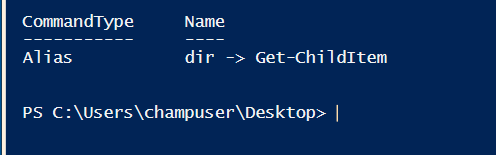 CommandType     Name
-----------     ----
Alias           dir -> Get-ChildItem
PS C:\Users\champuser\Desktop>